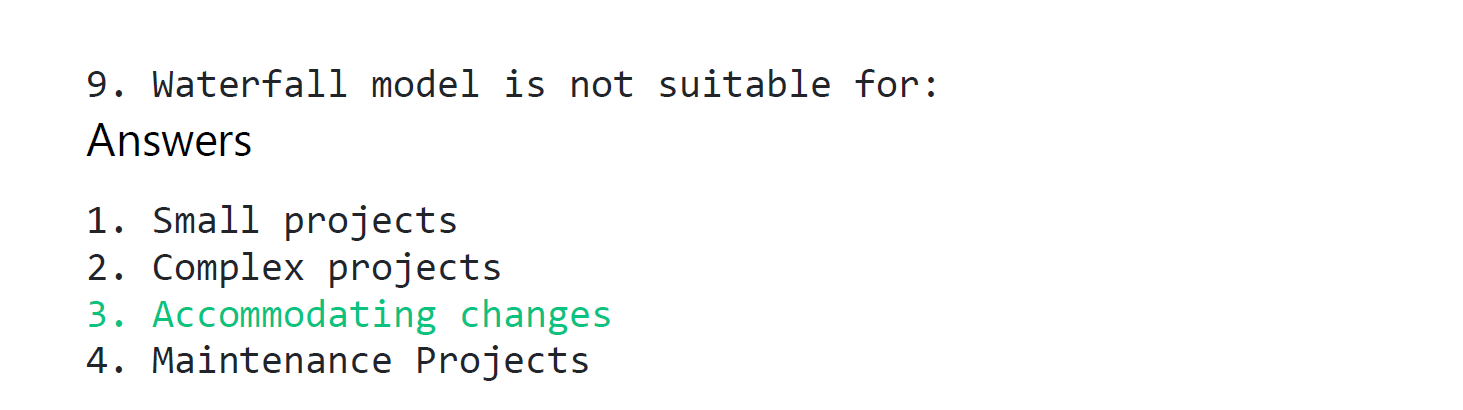 9. Waterfall model is not suitable for:
Answers
1. Small projects
2. Complex projects
3. Accommodating changes
4. Maintenance Projects